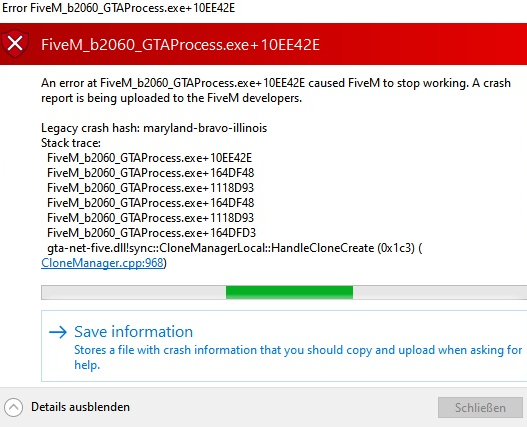 Error FiveM_b2060_GTAProcess.exe+10EE42E
FiveM_b2060_GTAProcess.exe+10EE42E
An error at FiveM_b2060_GTAProcess.exe+10EE42E caused FiveM to stop working. A crash
report is being uploaded to the FiveM developers.
Legacy crash hash: maryland-bravo-illinois
Stack trace:
FiveM_b2060_GTAProcess.exe+10EE42E
FiveM_b2060_GTAProcess.exe+164DF48
FiveM_b2060_GTAProcess.exe+1118D93
FiveM_b2060_GTAProcess.exe+164DF48
FiveM_b2060_GTAProcess.exe+1118D93
FiveM_b2060_GTAProcess.exe+164DFD3
gta-net-five.dll!sync::CloneManagerLocal::HandleCloneCreate (0x1c3) (
CloneManager.cpp:968)
Save information
Stores a file with crash information that you should copy and upload when asking for
help.
Details ausblenden
Schließen